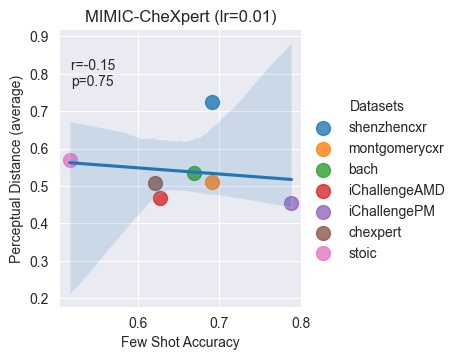 MIMIC-CheXpert (lr=0.01)
r=-0.15
p=0.75
Perceptual Distance (average)
0.9
0.8
0.7
0.6
0.5
0.4
0.3
0.2
0.6
0.7
0.8
Few Shot Accuracy
Datasets
shenzhencxr
montgomerycxr
bach
iChallengeAMD
iChallengePM
chexpert
stoic